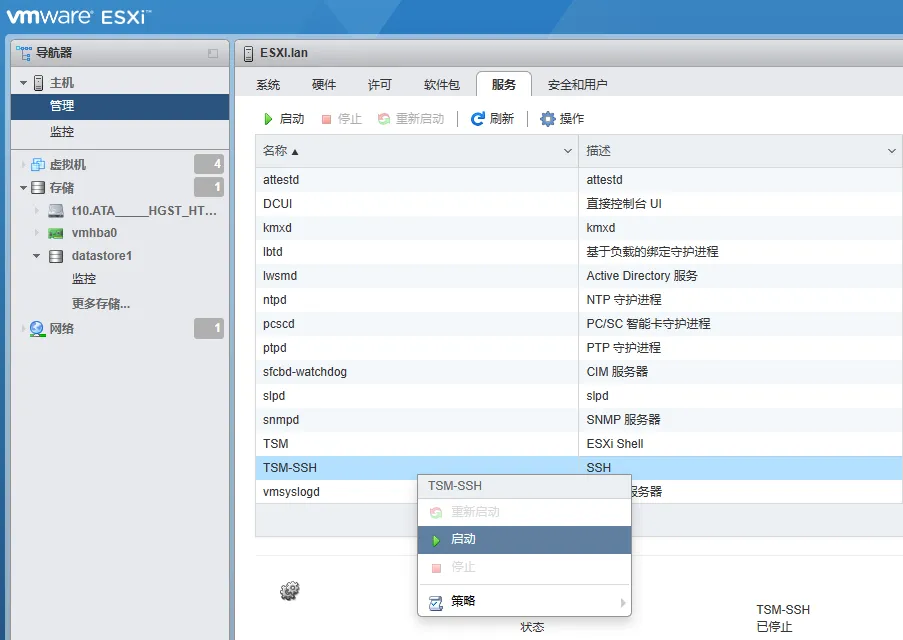 vmware® ESXi™
导航器
主机
管理
监控
虚拟机 4
存储 1
t10.ATA_____HGST_HT...
vmhba0
datastore1
监控
更多存储...
网络 1
ESXI.lan
系统 硬件 许可 软件包 服务 安全和用户
启动 停止 重新启动 刷新 操作
名称 ▲ 描述
attestd attestd
DCUI 直接控制台 UI
kmxd kmxd
lbtd 基于负载的绑定守护进程
lwsmd Active Directory 服务
ntpd NTP 守护进程
pcscd PC/SC 智能卡守护进程
ptpd PTP 守护进程
sfcbd-watchdog CIM 服务器
slpd slpd
snmpd SNMP 服务器
TSM ESXi Shell
TSM-SSH SSH
vmsyslogd 服务器
TSM-SSH
重新启动
启动
停止
策略
TSM-SSH
状态 已停止